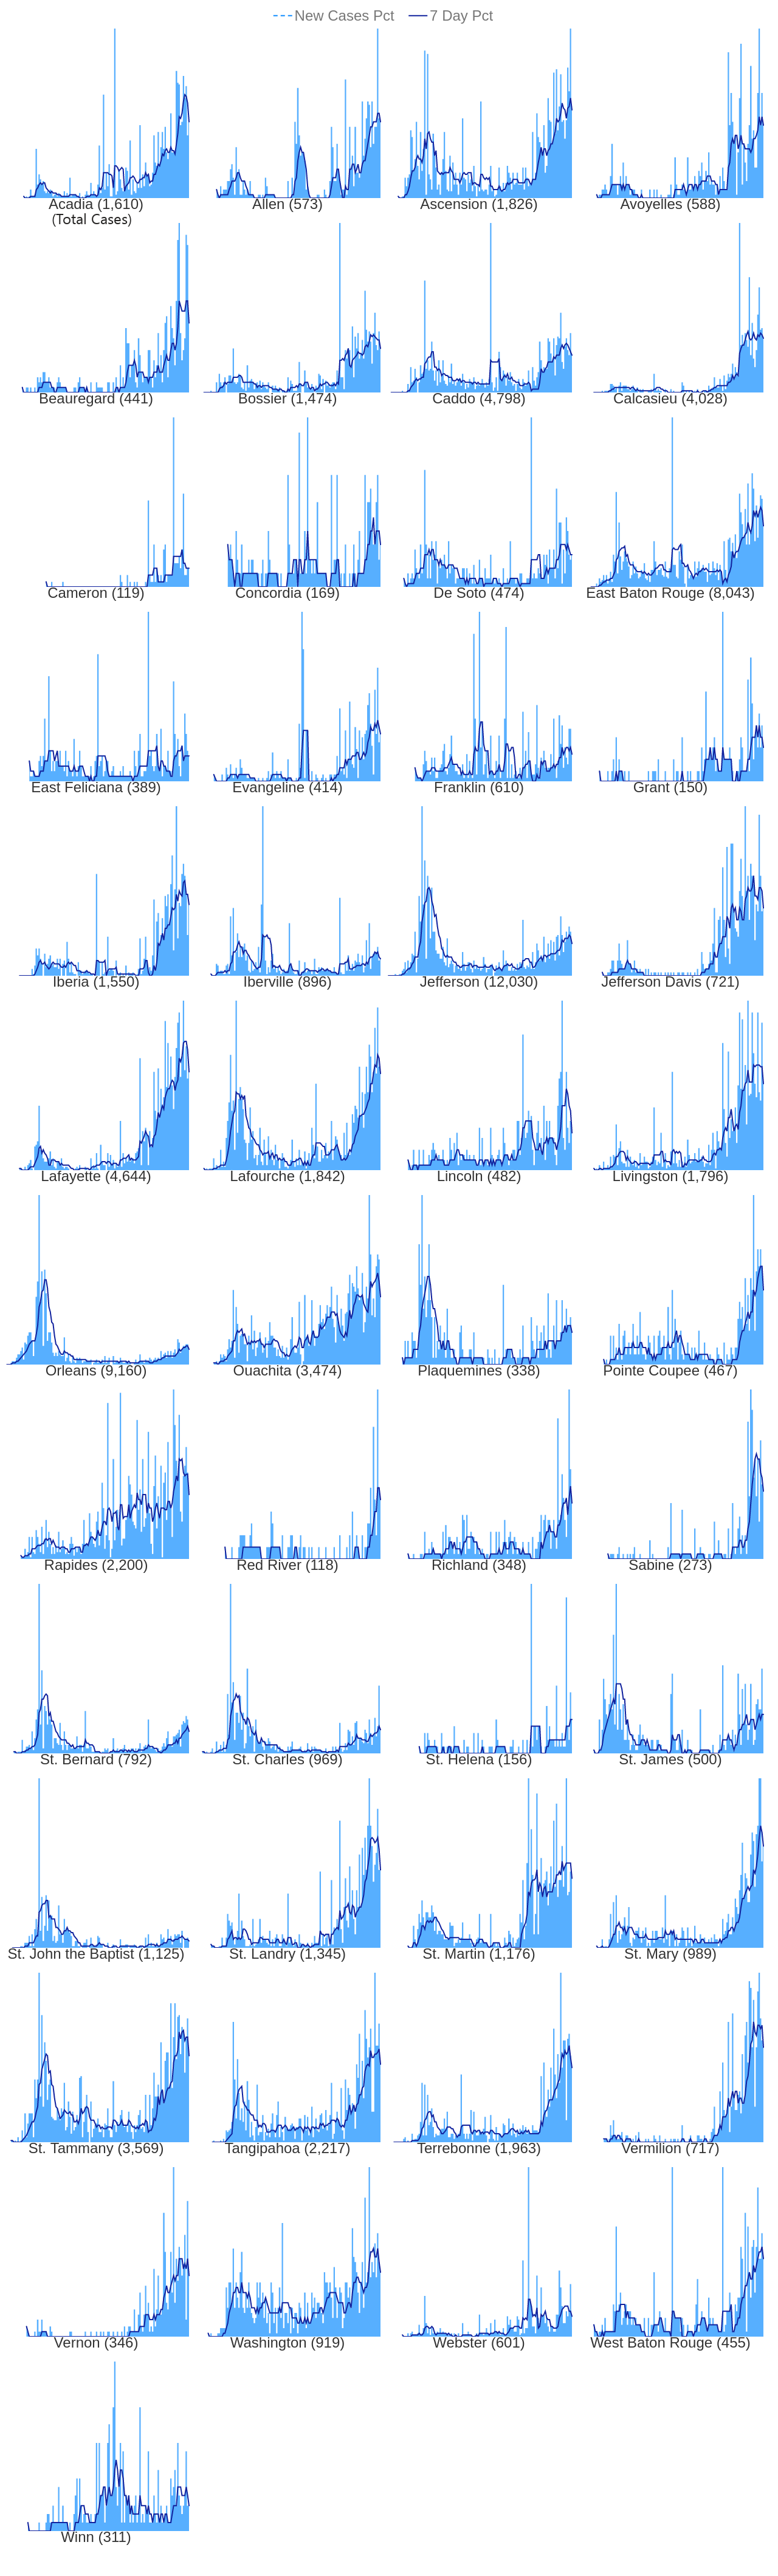 New Cases Pct 7 Day Pct
Acadia (1,610) Allen (573) Ascension (1,826) Avoyelles (588)
(Total Cases)
Beauregard (441) Bossier (1,474) Caddo (4,798) Calcasieu (4,028)
Cameron (119) Concordia (169) De Soto (474) East Baton Rouge (8,043)
East Feliciana (389) Evangeline (414) Franklin (610) Grant (150)
Iberia (1,550) Iberville (896) Jefferson (12,030) Jefferson Davis (721)
Lafayette (4,644) Lafourche (1,842) Lincoln (482) Livingston (1,796)
Orleans (9,160) Ouachita (3,474) Plaquemines (338) Pointe Coupee (467)
Rapides (2,200) Red River (118) Richland (348) Sabine (273)
St. Bernard (792) St. Charles (969) St. Helena (156) St. James (500)
St. John the Baptist (1,125) St. Landry (1,345) St. Martin (1,176) St. Mary (989)
St. Tammany (3,569) Tangipahoa (2,217) Terrebonne (1,963) Vermilion (717)
Vernon (346) Washington (919) Webster (601) West Baton Rouge (455)
Winn (311)